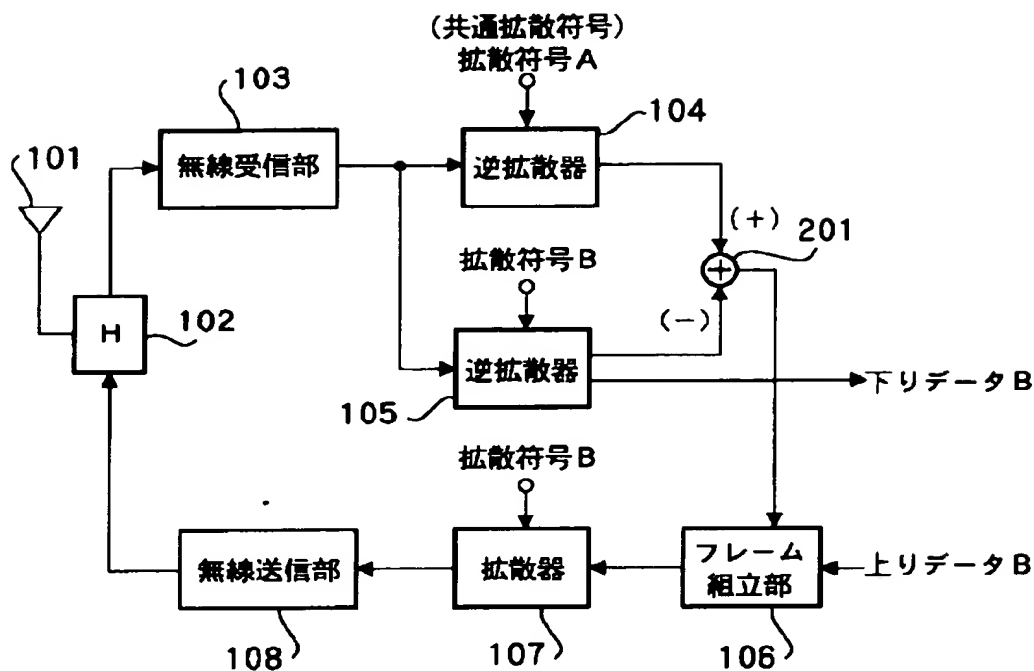 (共通拡散符号)
拡散符号A
103
104
101
無線受信部
逆拡散器
(+)
201
拡散符号B
H
102
(-)
逆拡散器
下りデータB
105
拡散符号B
無線送信部
拡散器
フレーム
組立部
上りデータB
108
107
106